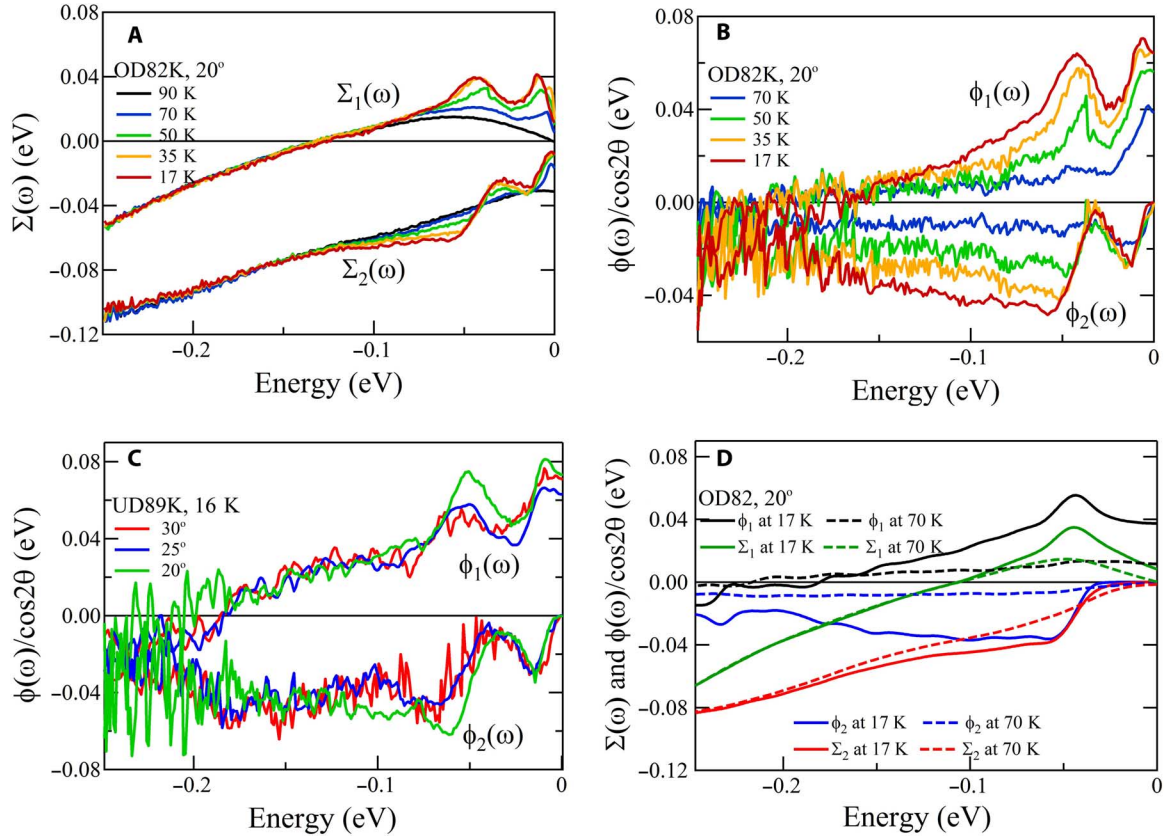 A
OD82K, 20°
90 K
70 K
50 K
35 K
17 K
Σ₁(ω)
Σ₂(ω)
Σ(ω) (eV)
0.08
0.04
0.00
−0.04
−0.08
−0.12
−0.2
−0.1
0
Energy (eV)
B
OD82K, 20°
70 K
50 K
35 K
17 K
ϕ₁(ω)
ϕ₂(ω)
ϕ(ω)/cos2θ (eV)
0.08
0.04
0.00
−0.04
−0.2
−0.1
0
Energy (eV)
C
UD89K, 16 K
30°
25°
20°
ϕ₁(ω)
ϕ₂(ω)
ϕ(ω)/cos2θ (eV)
0.08
0.04
0.00
−0.04
−0.08
−0.2
−0.1
0
Energy (eV)
D
OD82, 20°
ϕ₁ at 17 K ϕ₁ at 70 K
Σ₁ at 17 K Σ₁ at 70 K
ϕ₂ at 17 K ϕ₂ at 70 K
Σ₂ at 17 K Σ₂ at 70 K
Σ(ω) and ϕ(ω)/cos2θ (eV)
0.08
0.04
0.00
−0.04
−0.08
−0.12
−0.2
−0.1
0
Energy (eV)